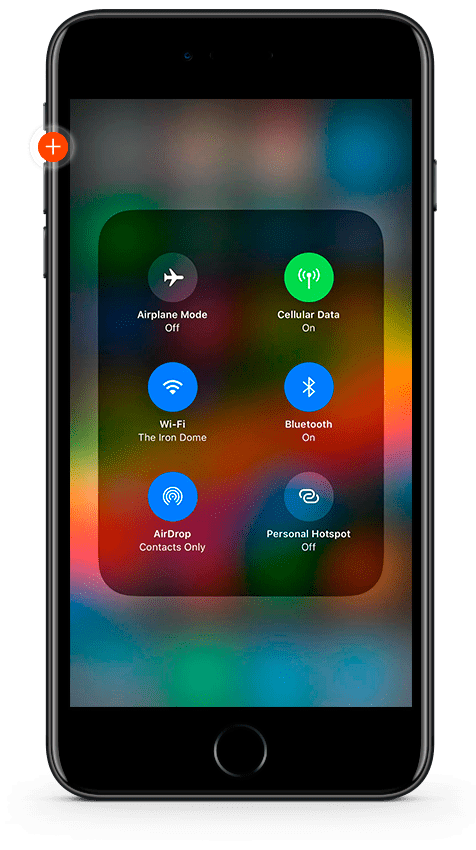 Airplane Mode
Off
Cellular Data
On
Wi-Fi
The Iron Dome
Bluetooth
On
AirDrop
Contacts Only
Personal Hotspot
Off